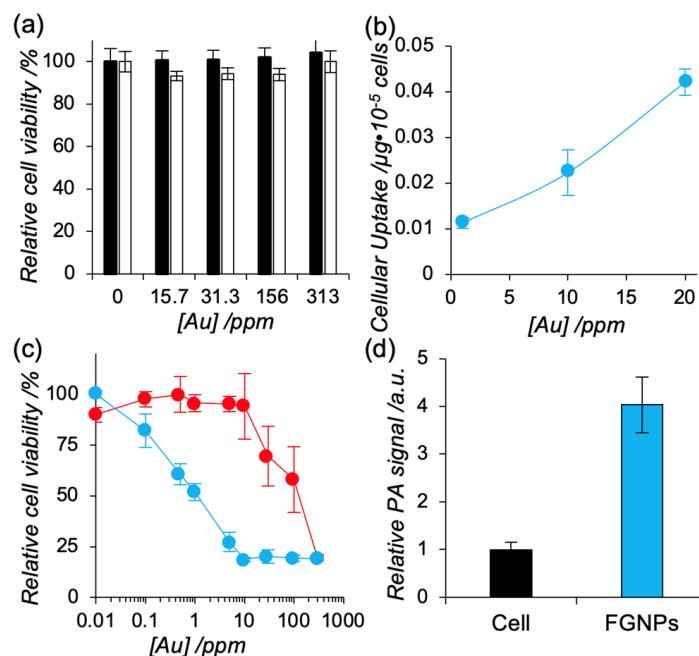 (a)
Relative cell viability /%
120
100
80
60
40
20
0
0 15.7 31.3 156 313
[Au] /ppm
(b)
Cellular Uptake /µg•10⁻⁵ cells
0.05
0.04
0.03
0.02
0.01
0
0 5 10 15 20
[Au] /ppm
(c)
Relative cell viability /%
100
75
50
25
0
0.01 0.1 1 10 100 1000
[Au] /ppm
(d)
Relative PA signal /a.u.
5
4
3
2
1
0
Cell FGNPs